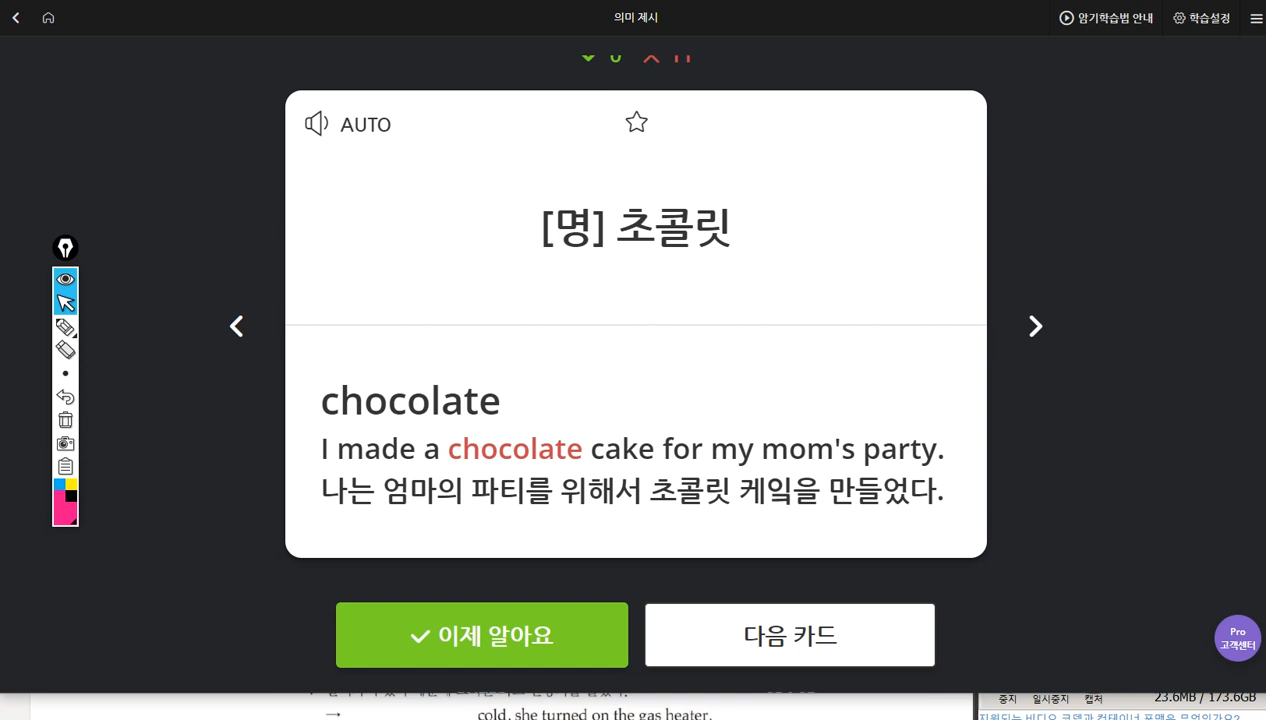 의미 제시
암기학습법 안내
학습설정
AUTO
[명] 초콜릿
chocolate
I made a chocolate cake for my mom's party.
나는 엄마의 파티를 위해서 초콜릿 케잌을 만들었다.
이제 알아요
다음 카드
Pro
고객센터
중지 일시중지 캡처 23.6MB / 173.6GB
→ cold, she turned on the gas heater.